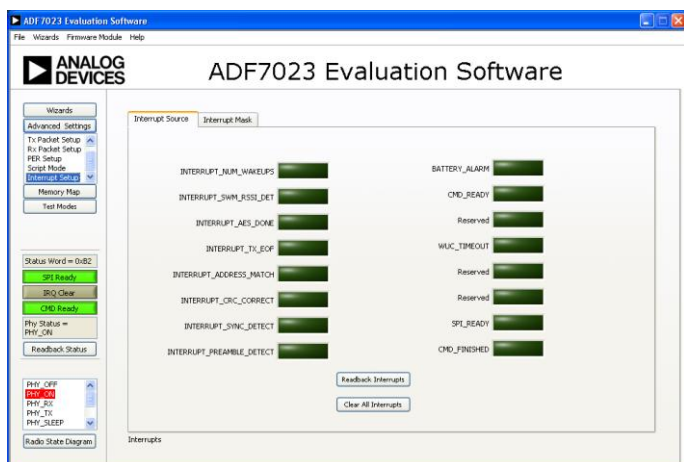 ADF7023 Evaluation Software
File Wizards Firmware Module Help
ANALOG
DEVICES
ADF7023 Evaluation Software
Wizards
Advanced Settings
Tx Packet Setup
Rx Packet Setup
PER Setup
Script Mode
Interrupt Setup
Memory Map
Test Modes
Status Word = 0xB2
SPI Ready
IRQ Clear
CMD Ready
Phy Status =
PHY_ON
Readback Status
PHY_OFF
PHY_ON
PHY_RX
PHY_TX
PHY_SLEEP
Radio State Diagram
Interrupt Source Interrupt Mask
INTERRUPT_NUM_WAKEUPS
INTERRUPT_SWM_RSSI_DET
INTERRUPT_AES_DONE
INTERRUPT_TX_EOF
INTERRUPT_ADDRESS_MATCH
INTERRUPT_CRC_CORRECT
INTERRUPT_SYNC_DETECT
INTERRUPT_PREAMBLE_DETECT
BATTERY_ALARM
CMD_READY
Reserved
WUC_TIMEOUT
Reserved
Reserved
SPI_READY
CMD_FINISHED
Readback Interrupts
Clear All Interrupts
Interrupts